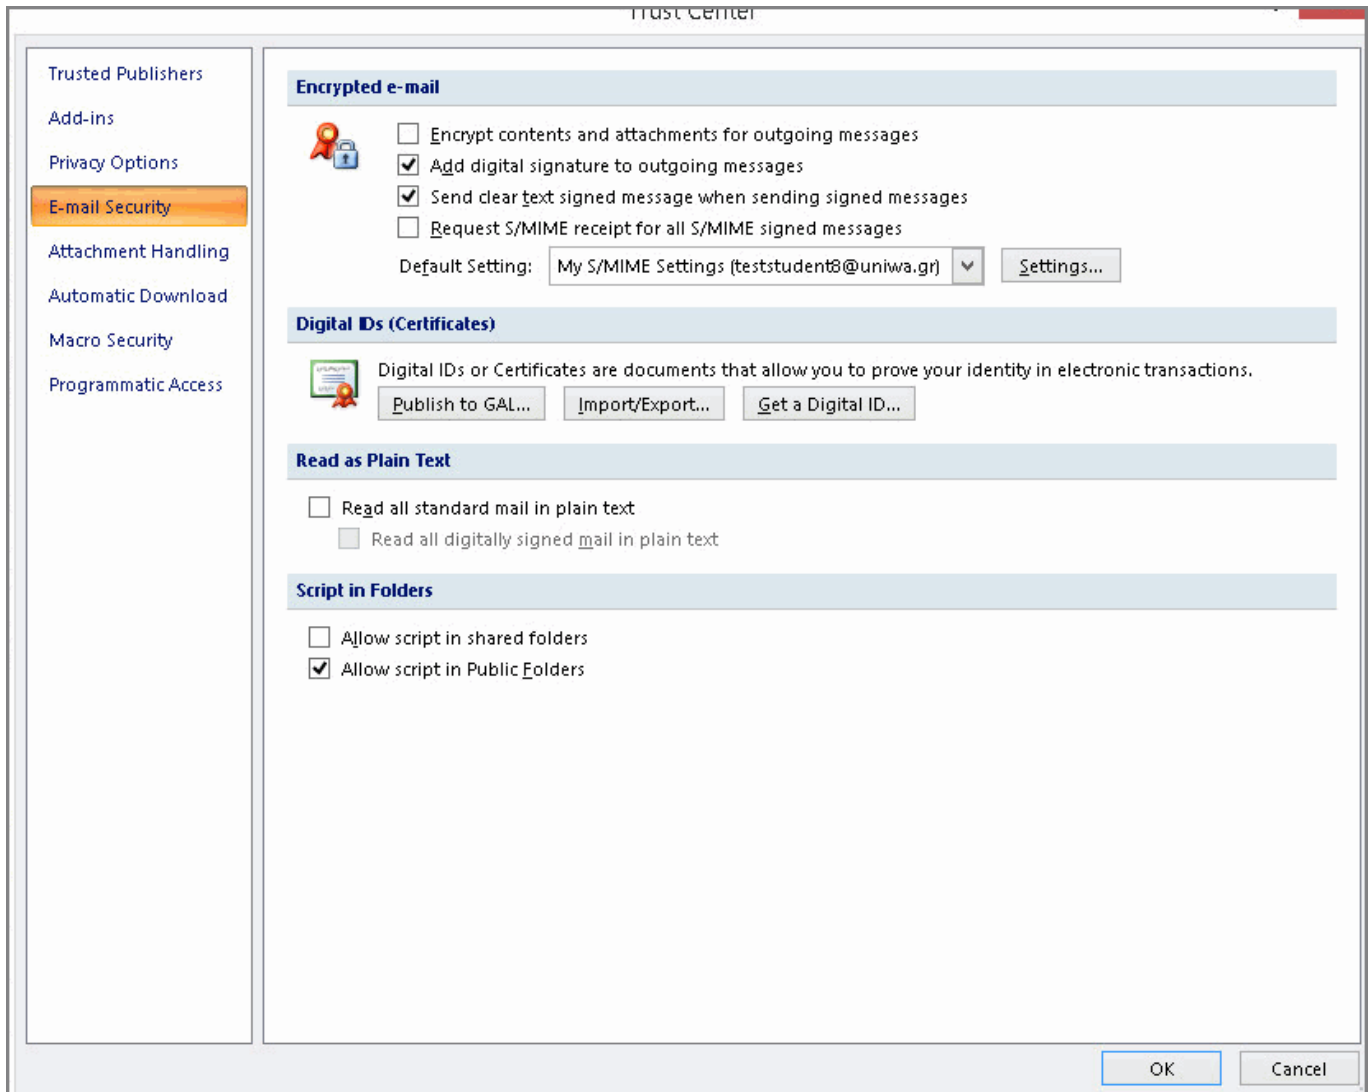 Trust Center
Trusted Publishers
Add-ins
Privacy Options
E-mail Security
Attachment Handling
Automatic Download
Macro Security
Programmatic Access
Encrypted e-mail
Encrypt contents and attachments for outgoing messages
Add digital signature to outgoing messages
Send clear text signed message when sending signed messages
Request S/MIME receipt for all S/MIME signed messages
Default Setting: My S/MIME Settings (teststudent8@uniwa.gr) Settings...
Digital IDs (Certificates)
Digital IDs or Certificates are documents that allow you to prove your identity in electronic transactions.
Publish to GAL... Import/Export... Get a Digital ID...
Read as Plain Text
Read all standard mail in plain text
Read all digitally signed mail in plain text
Script in Folders
Allow script in shared folders
Allow script in Public Folders
OK Cancel